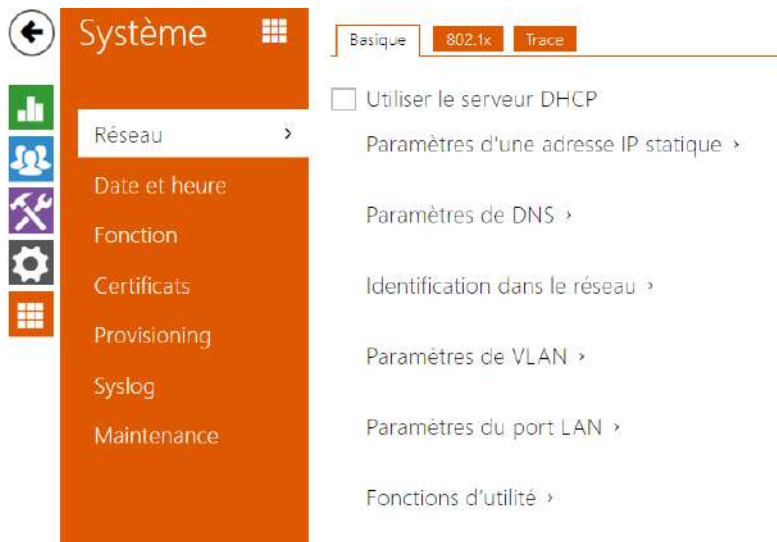 Système
Réseau
Date et heure
Fonction
Certificats
Provisioning
Syslog
Maintenance
Basique 802.1x Trace
Utiliser le serveur DHCP
Paramètres d'une adresse IP statique ›
Paramètres de DNS ›
Identification dans le réseau ›
Paramètres de VLAN ›
Paramètres du port LAN ›
Fonctions d'utilité ›